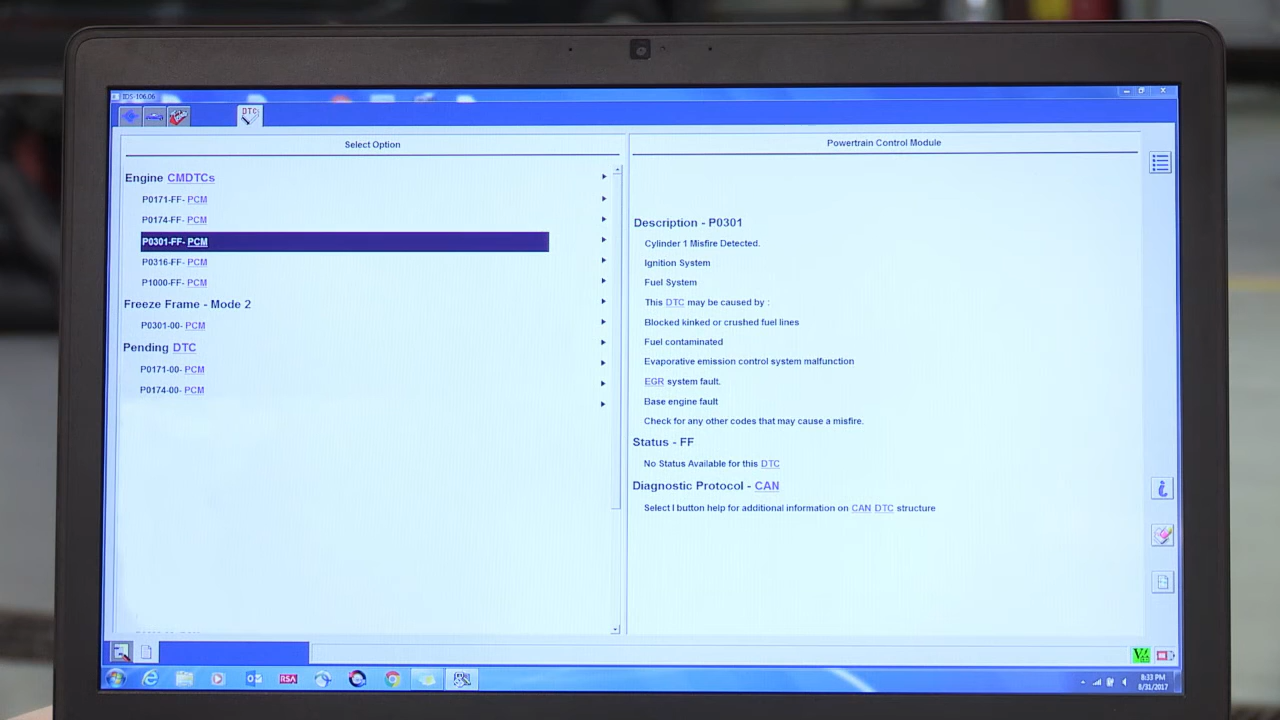 IDS-106.06
DTC
Select Option
Engine CMDTCs
P0171-FF- PCM
P0174-FF- PCM
P0301-FF- PCM
P0316-FF- PCM
P1000-FF- PCM
Freeze Frame - Mode 2
P0301-00- PCM
Pending DTC
P0171-00- PCM
P0174-00- PCM
Powertrain Control Module
Description - P0301
Cylinder 1 Misfire Detected.
Ignition System
Fuel System
This DTC may be caused by :
Blocked kinked or crushed fuel lines
Fuel contaminated
Evaporative emission control system malfunction
EGR system fault.
Base engine fault
Check for any other codes that may cause a misfire.
Status - FF
No Status Available for this DTC
Diagnostic Protocol - CAN
Select I button help for additional information on CAN DTC structure
RSA
8:33 PM
8/31/2017